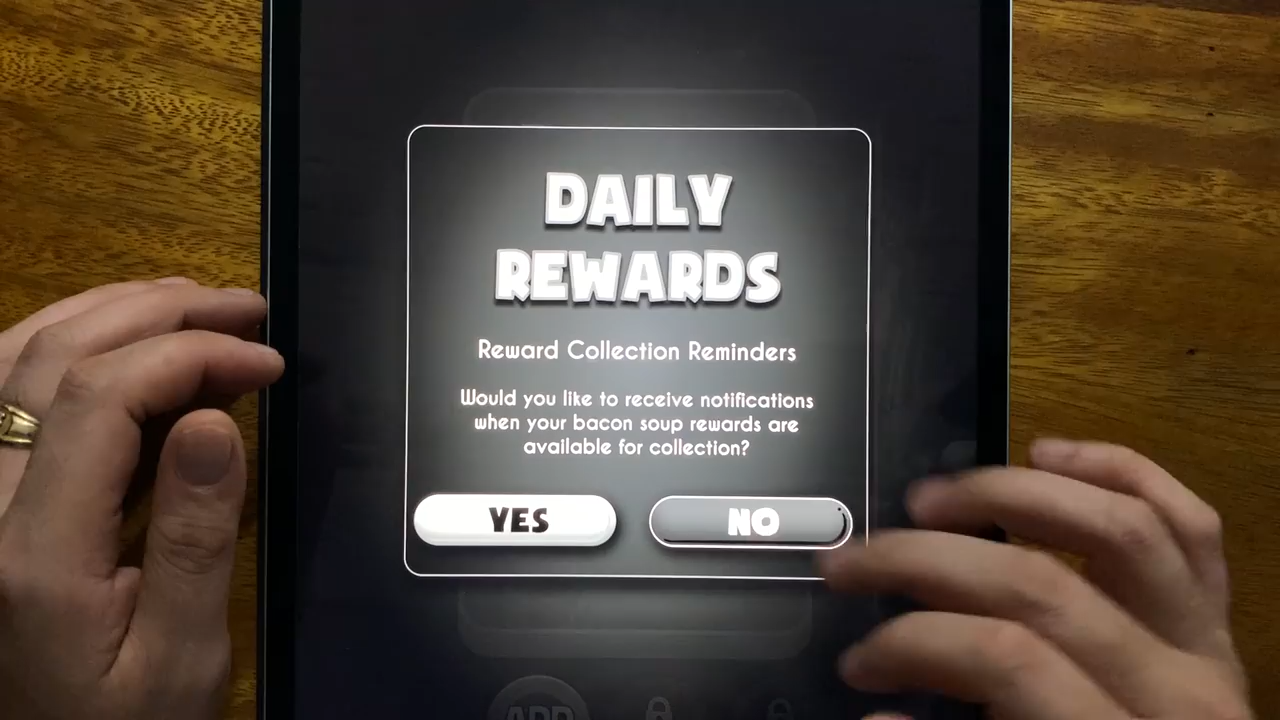 DAILY
REWARDS
Reward Collection Reminders
Would you like to receive notifications
when your bacon soup rewards are
available for collection?
YES NO
ADD